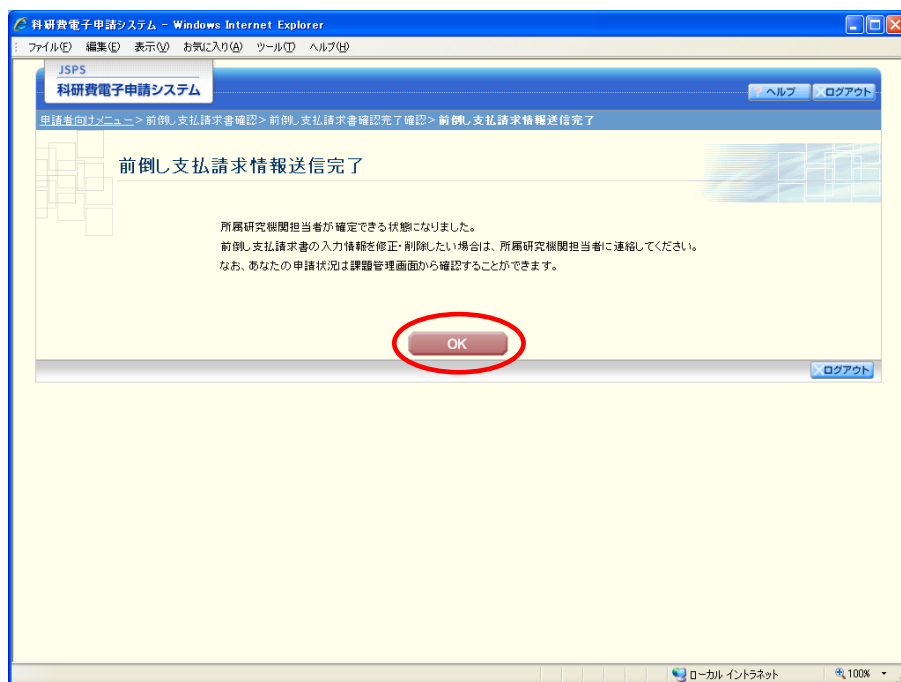 科研費電子申請システム - Windows Internet Explorer
ファイル(F) 編集(E) 表示(V) お気に入り(A) ツール(T) ヘルプ(H)
JSPS
科研費電子申請システム
? ヘルプ ×ログアウト
申請者向けメニュー>前倒し支払請求書確認>前倒し支払請求書確認完了確認>前倒し支払請求情報送信完了
前倒し支払請求情報送信完了
所属研究機関担当者が確定できる状態になりました。
前倒し支払請求書の入力情報を修正・削除したい場合は、所属研究機関担当者に連絡してください。
なお、あなたの申請状況は課題管理画面から確認することができます。
OK
×ログアウト
ローカル イントラネット 100%